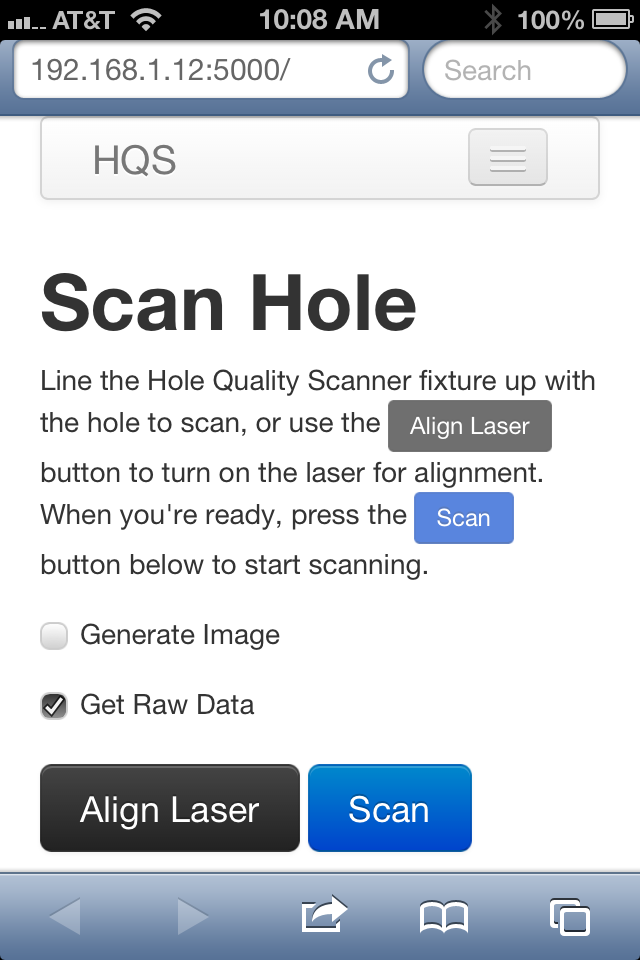 AT&T 10:08 AM 100%
192.168.1.12:5000/ Search
HQS
Scan Hole
Line the Hole Quality Scanner fixture up with
the hole to scan, or use the Align Laser
button to turn on the laser for alignment.
When you're ready, press the Scan
button below to start scanning.
Generate Image
Get Raw Data
Align Laser Scan